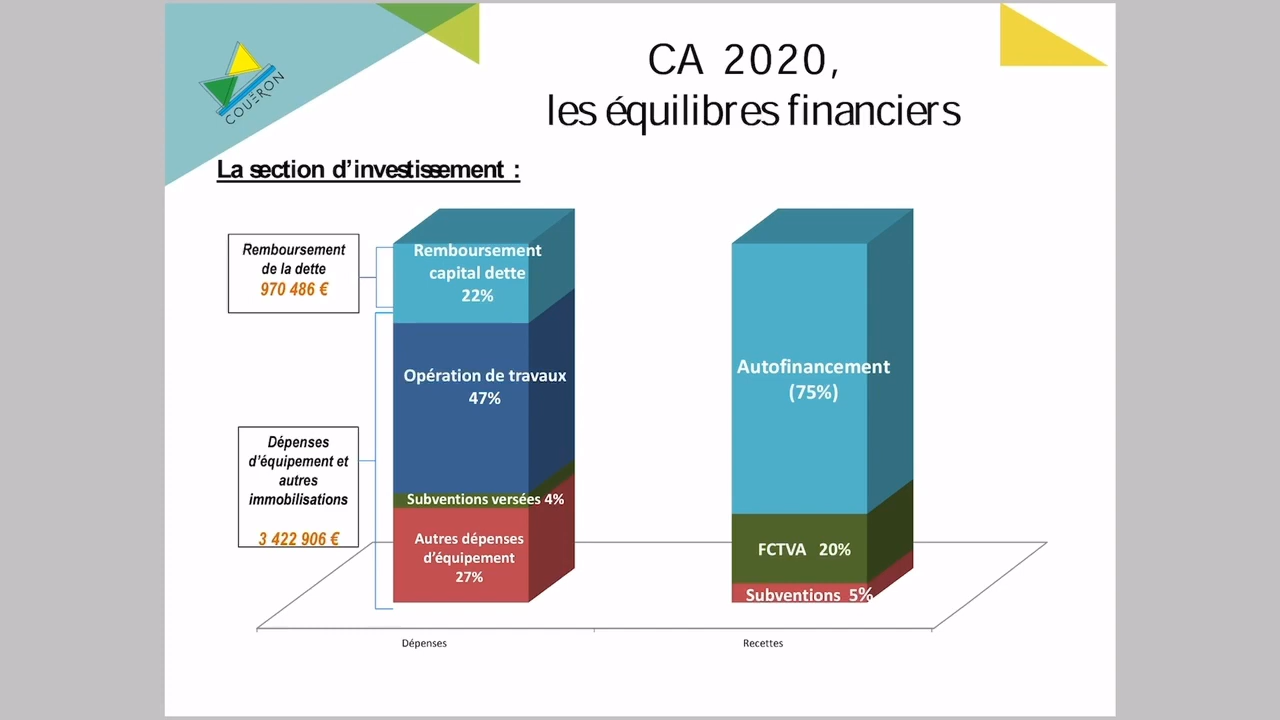 COUËRON
CA 2020,
les équilibres financiers
La section d’investissement :
Remboursement
de la dette
970 486 €
Dépenses
d’équipement et
autres
immobilisations
3 422 906 €
Remboursement
capital dette
22%
Opération de travaux
47%
Subventions versées 4%
Autres dépenses
d’équipement
27%
Autofinancement
(75%)
FCTVA 20%
Subventions 5%
Dépenses
Recettes